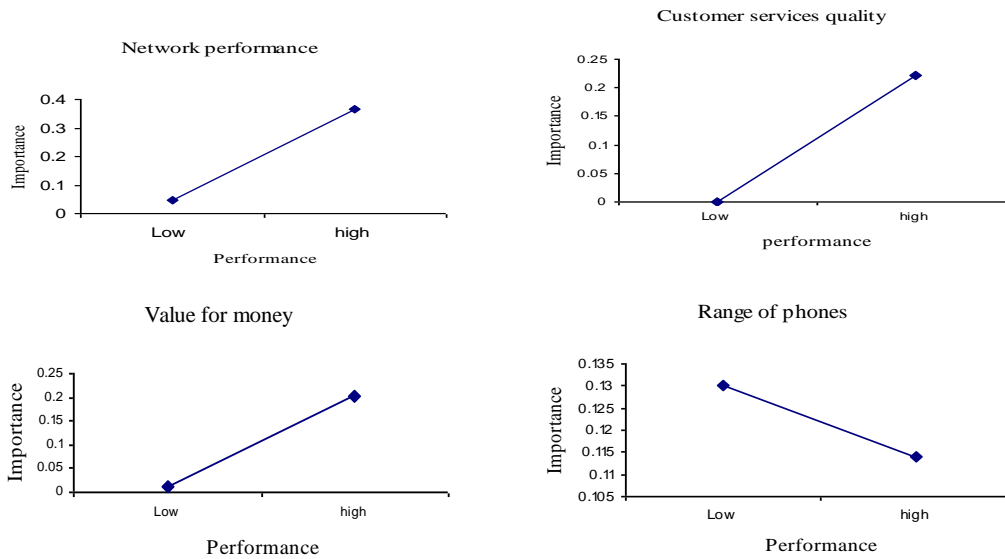 Network performance
Importance
0.4
0.3
0.2
0.1
0
Low high
Performance
Customer services quality
Importance
0.25
0.2
0.15
0.1
0.05
0
Low high
performance
Value for money
Importance
0.25
0.2
0.15
0.1
0.05
0
Low high
Performance
Range of phones
Importance
0.135
0.13
0.125
0.12
0.115
0.11
0.105
Low high
Performance